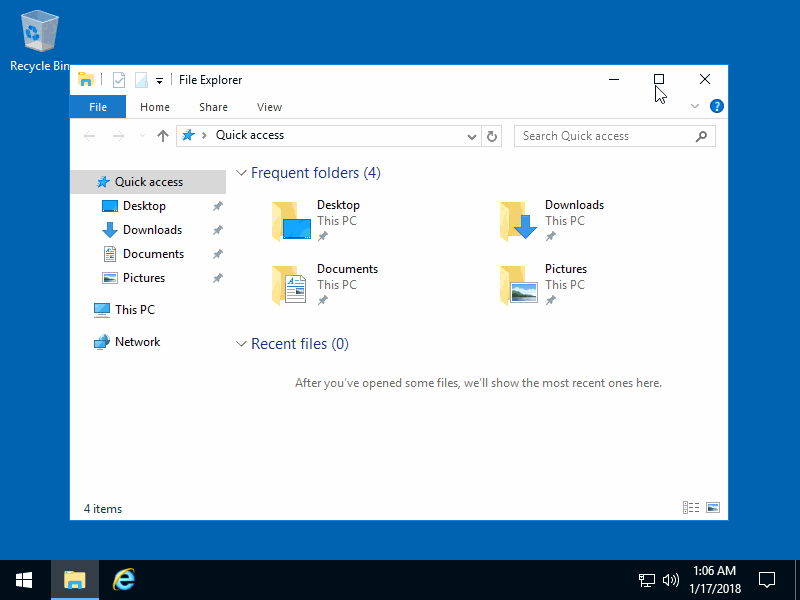 Recycle Bin
File Explorer
File Home Share View
Quick access
Search Quick access
Quick access
Desktop
Downloads
Documents
Pictures
This PC
Network
Frequent folders (4)
Desktop
This PC
Downloads
This PC
Documents
This PC
Pictures
This PC
Recent files (0)
After you've opened some files, we'll show the most recent ones here.
4 items
1:06 AM
1/17/2018